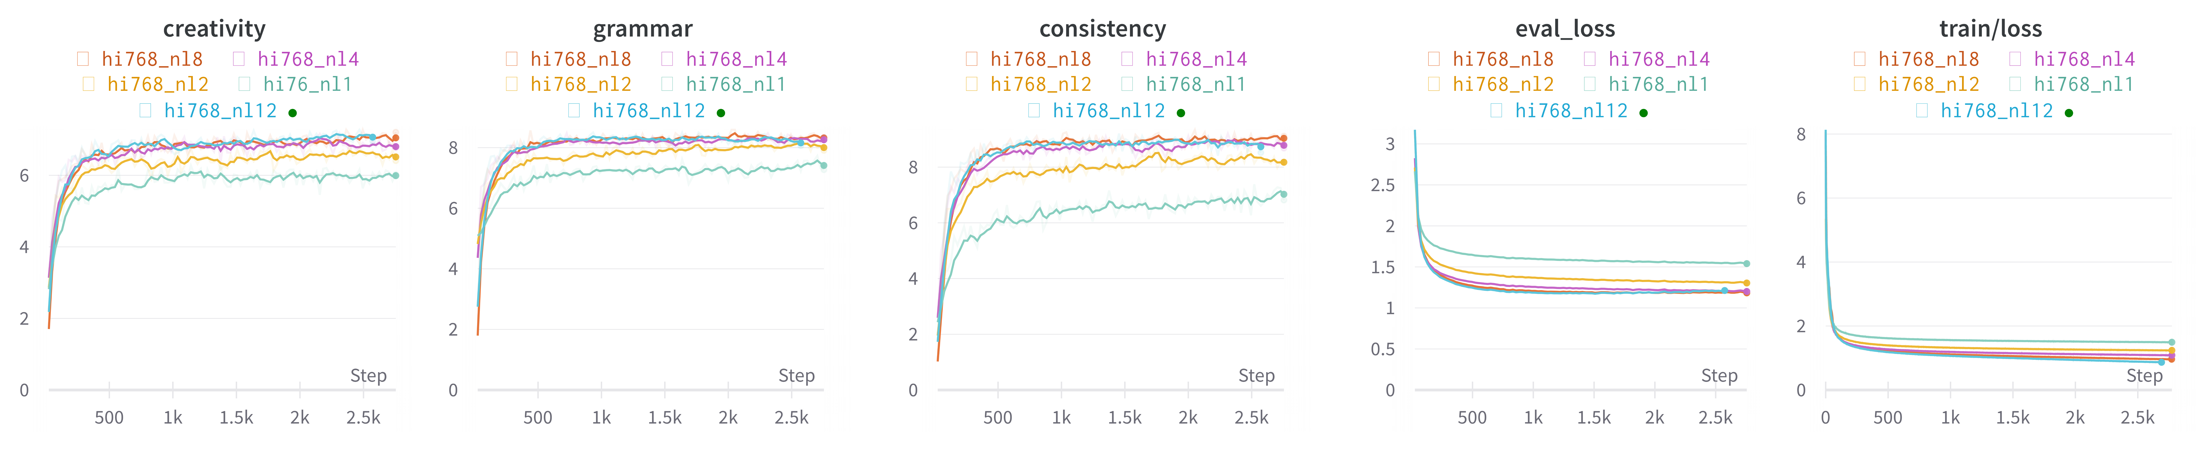 creativity
hi768_nl8 hi768_nl4
hi768_nl2 hi76_nl1
hi768_nl12
6
4
2
0
Step
500 1k 1.5k 2k 2.5k
grammar
hi768_nl8 hi768_nl4
hi768_nl2 hi768_nl1
hi768_nl12
8
6
4
2
0
Step
500 1k 1.5k 2k 2.5k
consistency
hi768_nl8 hi768_nl4
hi768_nl2 hi768_nl1
hi768_nl12
8
6
4
2
0
Step
500 1k 1.5k 2k 2.5k
eval_loss
hi768_nl8 hi768_nl4
hi768_nl2 hi768_nl1
hi768_nl12
3
2.5
2
1.5
1
0.5
0
Step
500 1k 1.5k 2k 2.5k
train/loss
hi768_nl8 hi768_nl4
hi768_nl2 hi768_nl1
hi768_nl12
8
6
4
2
0
Step
0 500 1k 1.5k 2k 2.5k